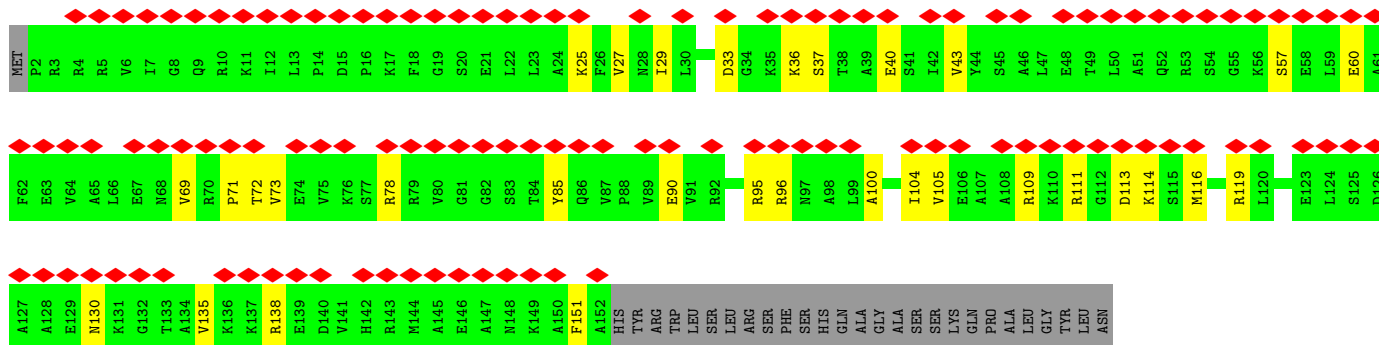 MET P2 R3 R4 R5 V6 I7 G8 Q9 R10 K11 I12 L13 P14 D15 P16 K17 F18 G19 S20 E21 L22 L23 A24 K25 F26 V27 N28 I29 L30 D33 G34 K35 K36 S37 T38 A39 E40 S41 I42 V43 Y44 S45 A46 L47 E48 T49 L50 A51 Q52 R53 S54 G55 K56 S57 E58 L59 E60 A61
F62 E63 V64 A65 L66 E67 N68 V69 R70 P71 T72 V73 E74 V75 K76 S77 R78 R79 V80 G81 G82 S83 T84 Y85 Q86 V87 P88 V89 E90 V91 R92 R95 R96 N97 A98 L99 A100 I104 V105 E106 A107 A108 R109 K110 R111 G112 D113 K114 S115 M116 R119 L120 E123 L124 S125 D126
A127 A128 E129 N130 K131 G132 T133 A134 V135 K136 K137 R138 E139 D140 V141 H142 R143 M144 A145 E146 A147 N148 K149 A150 F151 A152 HIS TYR ARG TRP LEU SER LEU ARG SER PHE SER HIS GLN ALA GLY ALA SER SER LYS GLN PRO ALA LEU GLY TYR LEU ASN